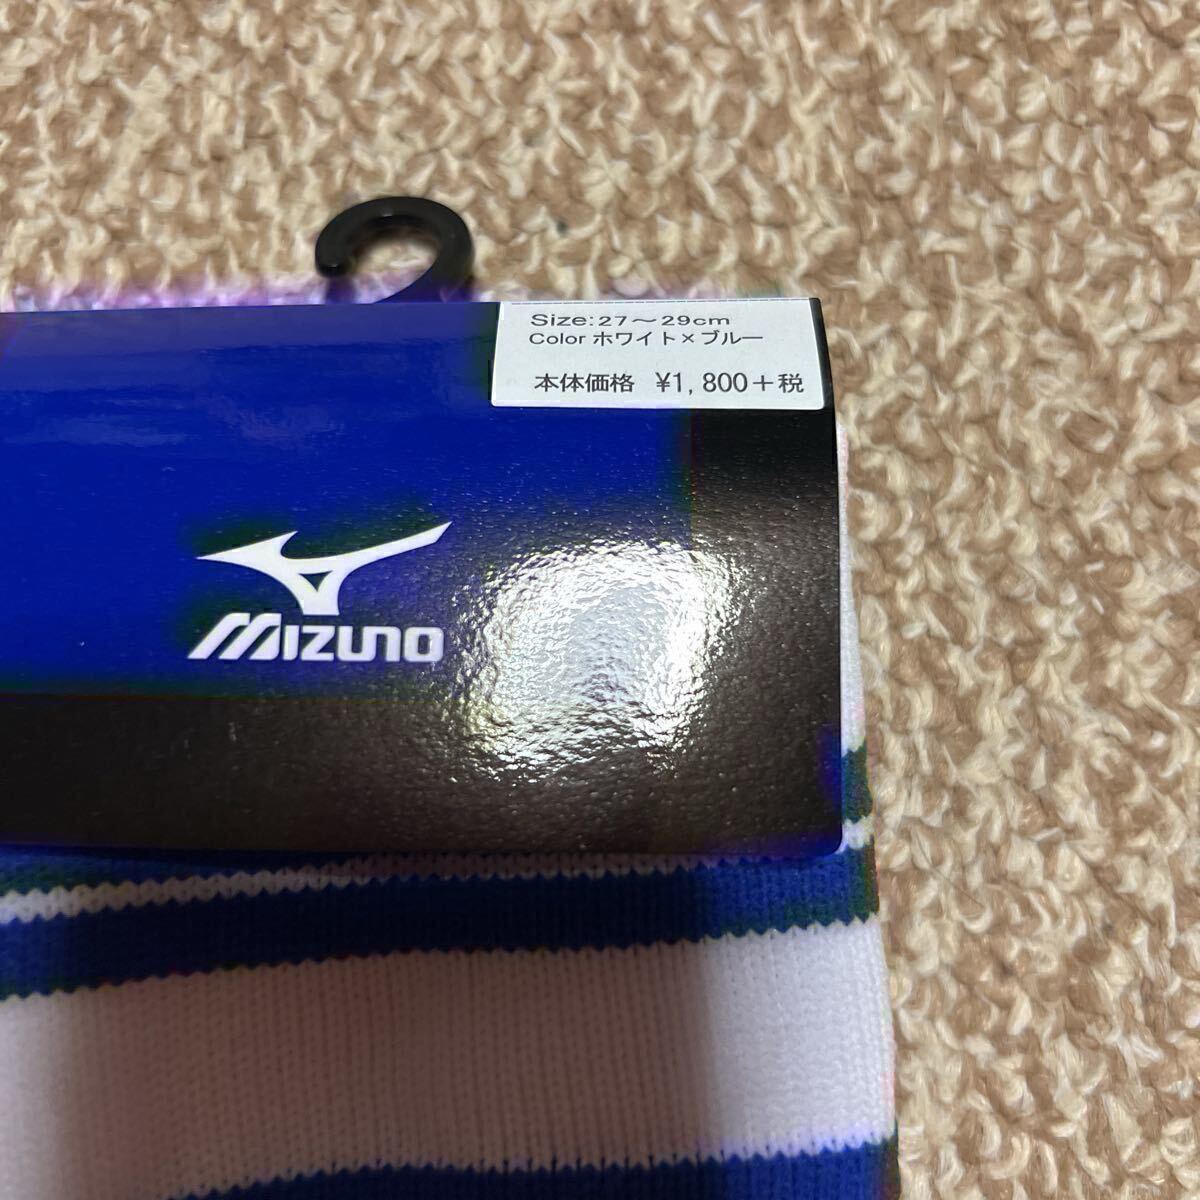 Size:27～29cm
Color ホワイト×ブルー
本体価格 ¥1,800+税
MIZUNO